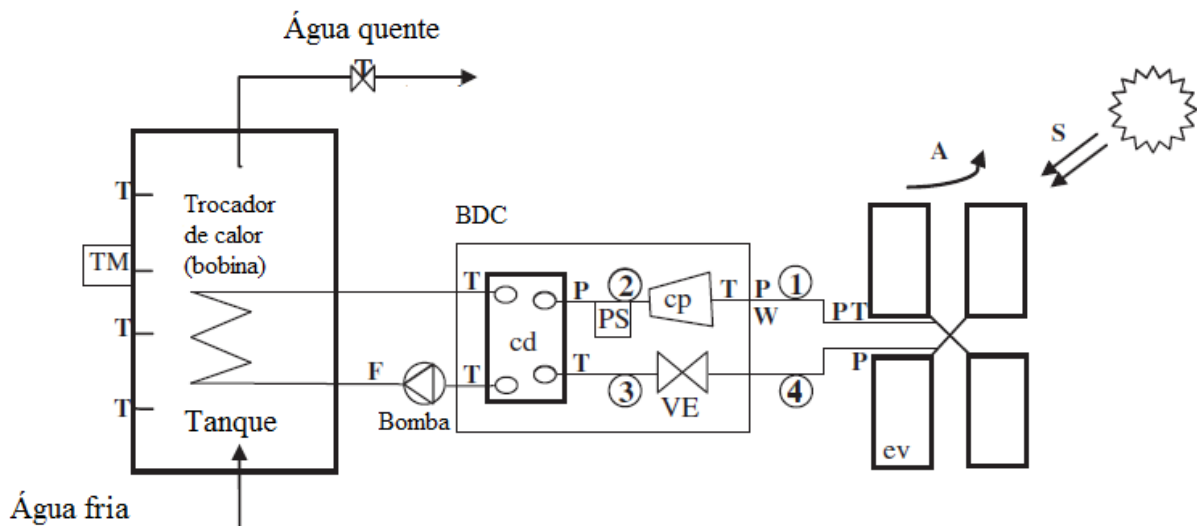 Água quente
T
S
A
T
Trocador
de calor
(bobina)
BDC
TM
T
P
2
cp
T
P
1
PS
W
P T
cd
T
F
T
T
P
3
VE
4
T
Bomba
Tanque
ev
Água fria